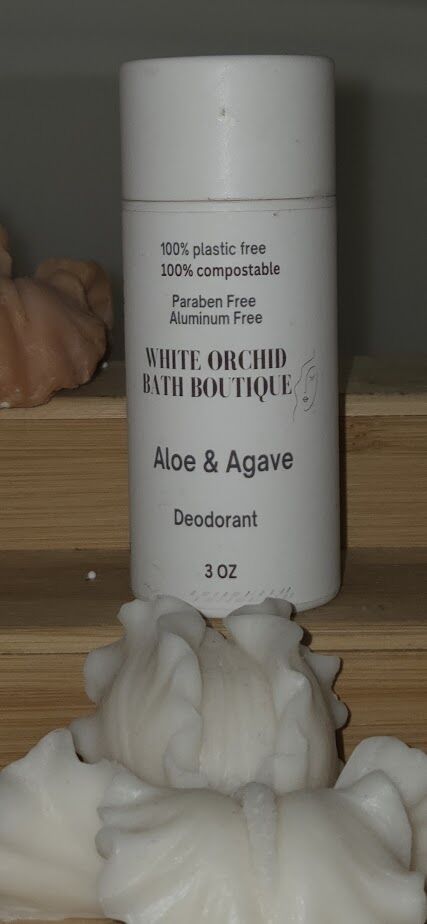 100% plastic free
100% compostable
Paraben Free
Aluminum Free
WHITE ORCHID
BATH BOUTIQUE
Aloe & Agave
Deodorant
3 OZ